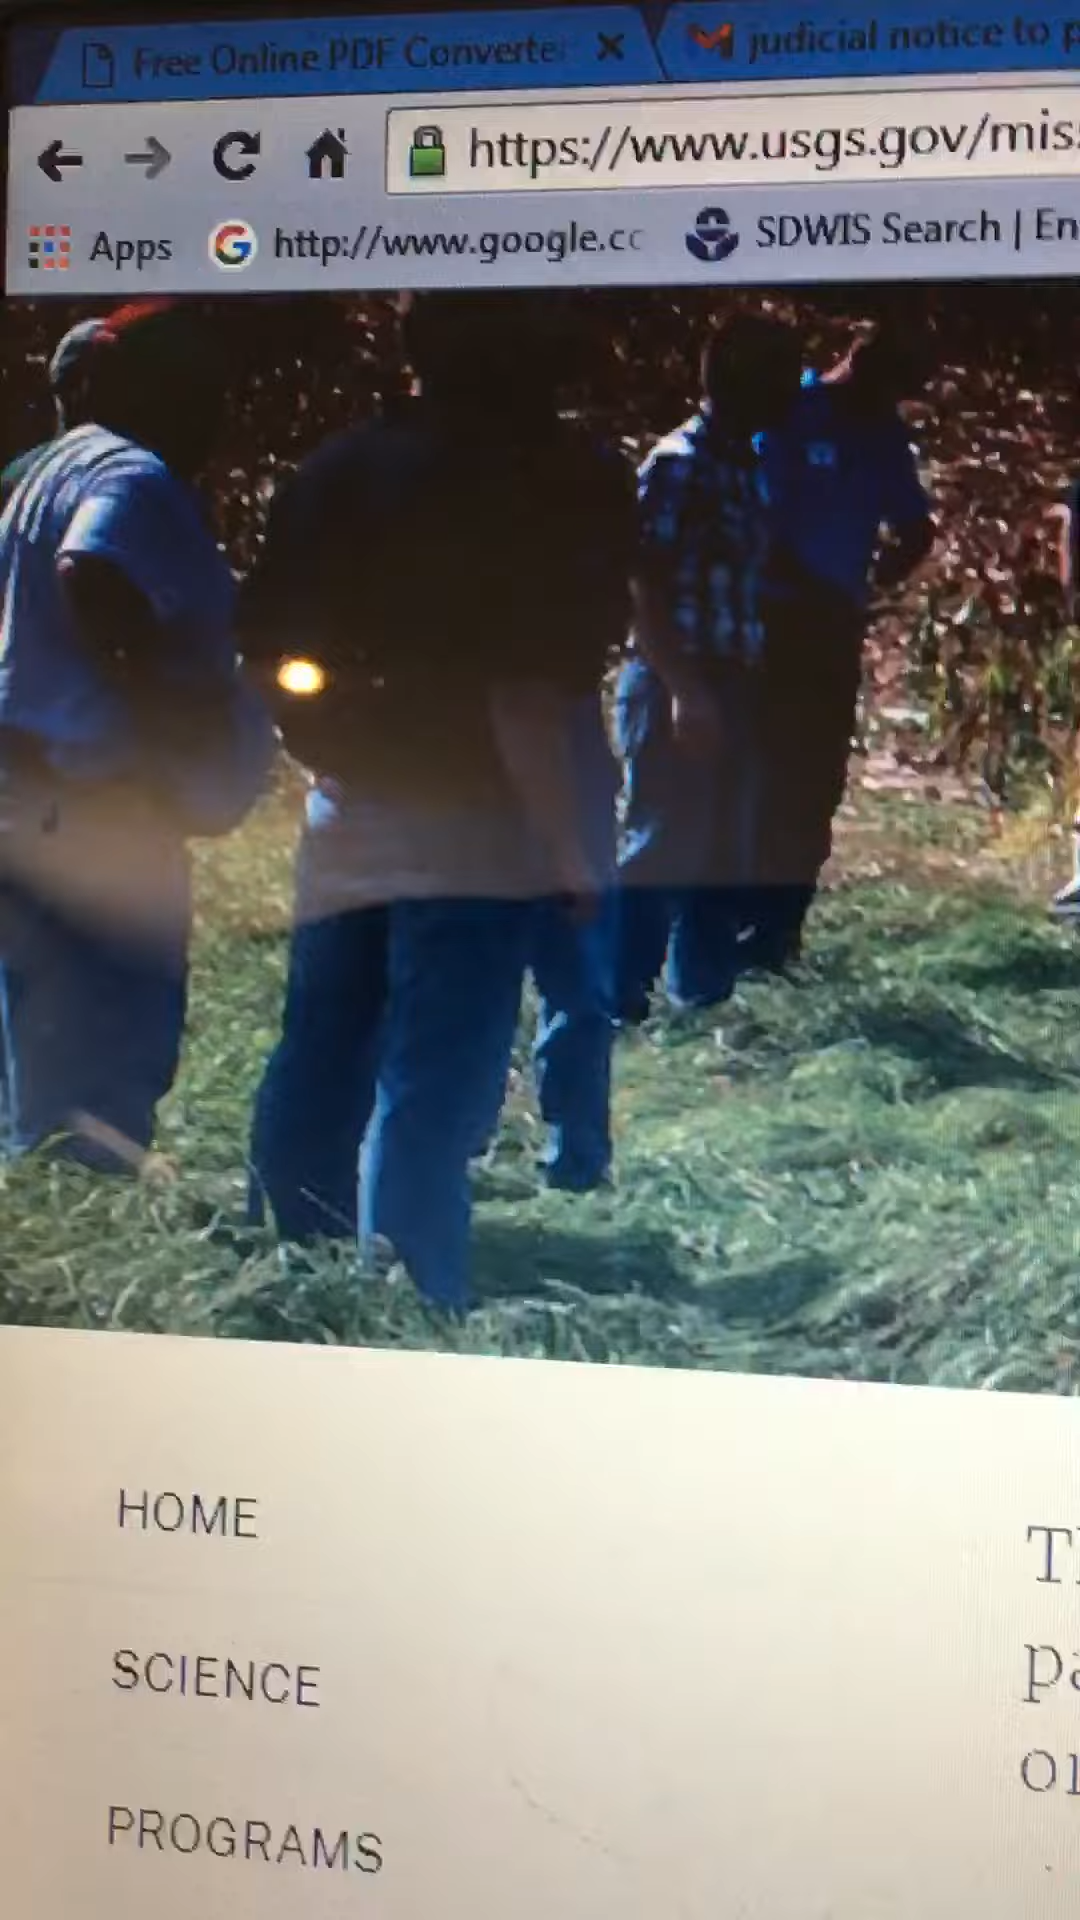 Free Online PDF Converte
judicial notice to p
https://www.usgs.gov/mis
Apps
http://www.google.cc
SDWIS Search | En
HOME
SCIENCE
PROGRAMS